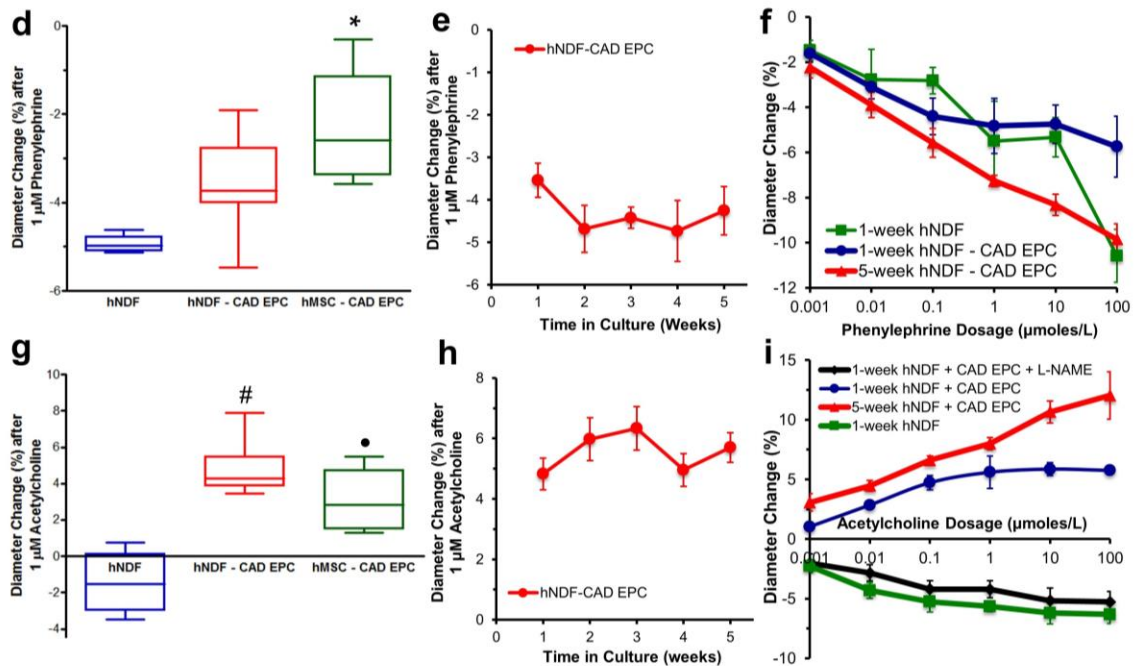 d
Diameter Change (%) after
1 µM Phenylephrine
0
-2
-4
-6
*
hNDF
hNDF - CAD EPC
hMSC - CAD EPC
e
Diameter Change (%) after
1 µM Phenylephrine
0
-1
-2
-3
-4
-5
-6
hNDF-CAD EPC
0 1 2 3 4 5
Time in Culture (Weeks)
f
Diameter Change (%)
0
-2
-4
-6
-8
-10
-12
1-week hNDF
1-week hNDF - CAD EPC
5-week hNDF - CAD EPC
0.001 0.01 0.1 1 10 100
Phenylephrine Dosage (µmoles/L)
g
Diameter Change (%) after
1 µM Acetylcholine
10
8
6
4
2
0
-2
-4
#
•
hNDF
hNDF - CAD EPC
hMSC - CAD EPC
h
Diameter Change (%) after
1 µM Acetylcholine
8
6
4
2
0
hNDF-CAD EPC
0 1 2 3 4 5
Time in Culture (weeks)
i
Diameter Change (%)
15
10
5
0
-5
-10
1-week hNDF + CAD EPC + L-NAME
1-week hNDF + CAD EPC
5-week hNDF + CAD EPC
1-week hNDF
Acetylcholine Dosage (µmoles/L)
0.001 0.01 0.1 1 10 100